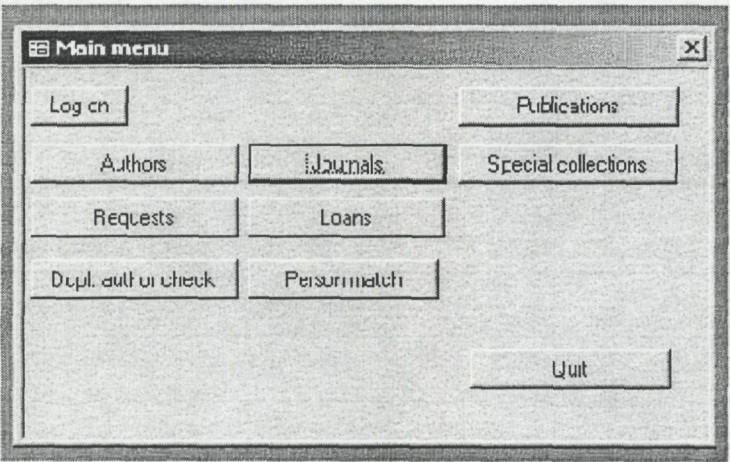 Main menu
Log on
Publications
Authors
Journals
Special collections
Requests
Loans
Dupl. author check
Person match
Quit